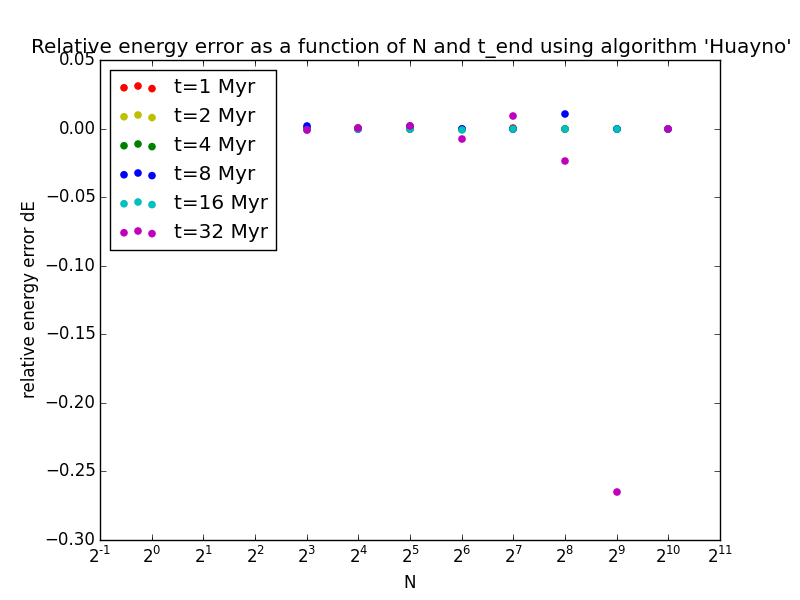 Relative energy error as a function of N and t_end using algorithm 'Huayno'
0.05
0.00
−0.05
−0.10
−0.15
−0.20
−0.25
−0.30
relative energy error dE
t=1 Myr
t=2 Myr
t=4 Myr
t=8 Myr
t=16 Myr
t=32 Myr
2^-1 2^0 2^1 2^2 2^3 2^4 2^5 2^6 2^7 2^8 2^9 2^10 2^11
N